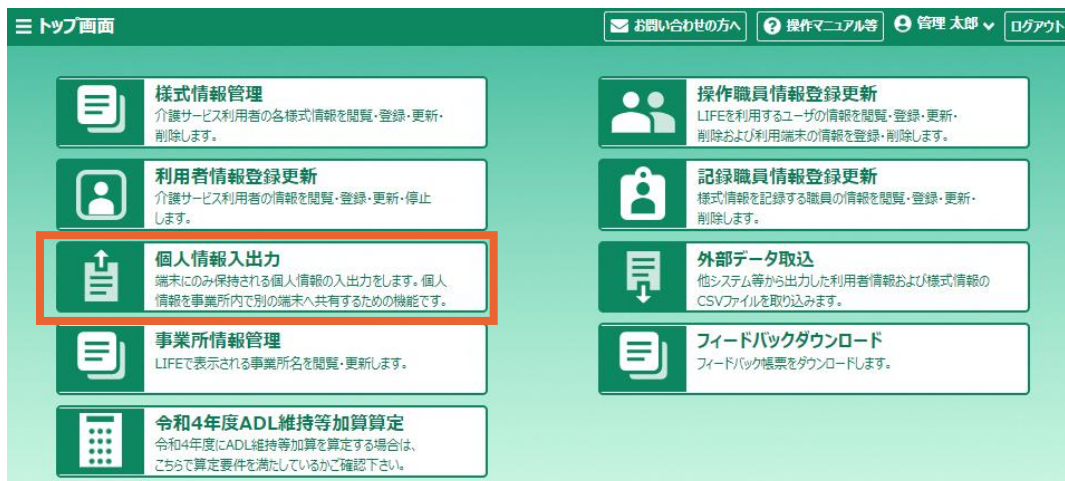 トップ画面
お問い合わせの方へ
操作マニュアル等
管理 太郎
ログアウト
様式情報管理
介護サービス利用者の各様式情報を閲覧・登録・更新・
削除します。
操作職員情報登録更新
LIFEを利用するユーザの情報を閲覧・登録・更新・
削除および利用端末の情報を登録・削除します。
利用者情報登録更新
介護サービス利用者の情報を閲覧・登録・更新・停止
します。
記録職員情報登録更新
様式情報を記録する職員の情報を閲覧・登録・更新・
削除します。
個人情報入出力
端末にのみ保持される個人情報の入出力をします。個人
情報を事業所内で別の端末へ共有するための機能です。
外部データ取込
他システム等から出力した利用者情報および様式情報の
CSVファイルを取り込みます。
事業所情報管理
LIFEで表示される事業所名を閲覧・更新します。
フィードバックダウンロード
フィードバック帳票をダウンロードします。
令和4年度ADL維持等加算算定
令和4年度にADL維持等加算を算定する場合は、
こちらで算定要件を満たしているかご確認下さい。